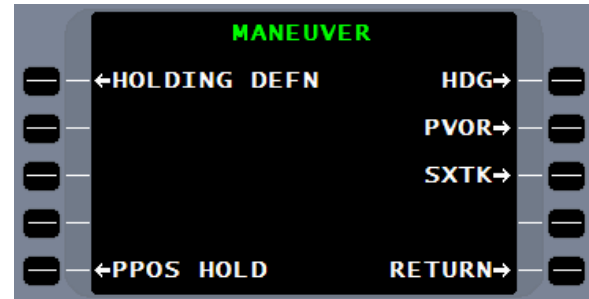 MANEUVER
←HOLDING DEFN HDG→
PVOR→
SXTK→
←PPOS HOLD RETURN→